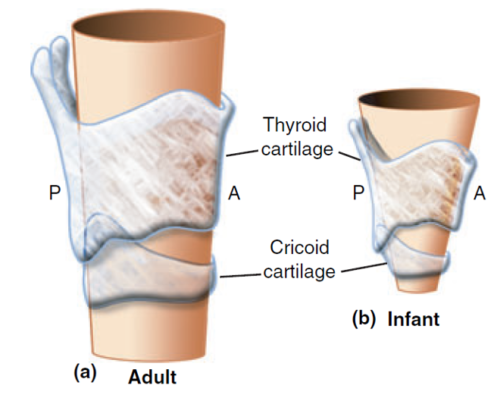 Thyroid
cartilage
P
A
P
A
Cricoid
cartilage
(b) Infant
(a) Adult